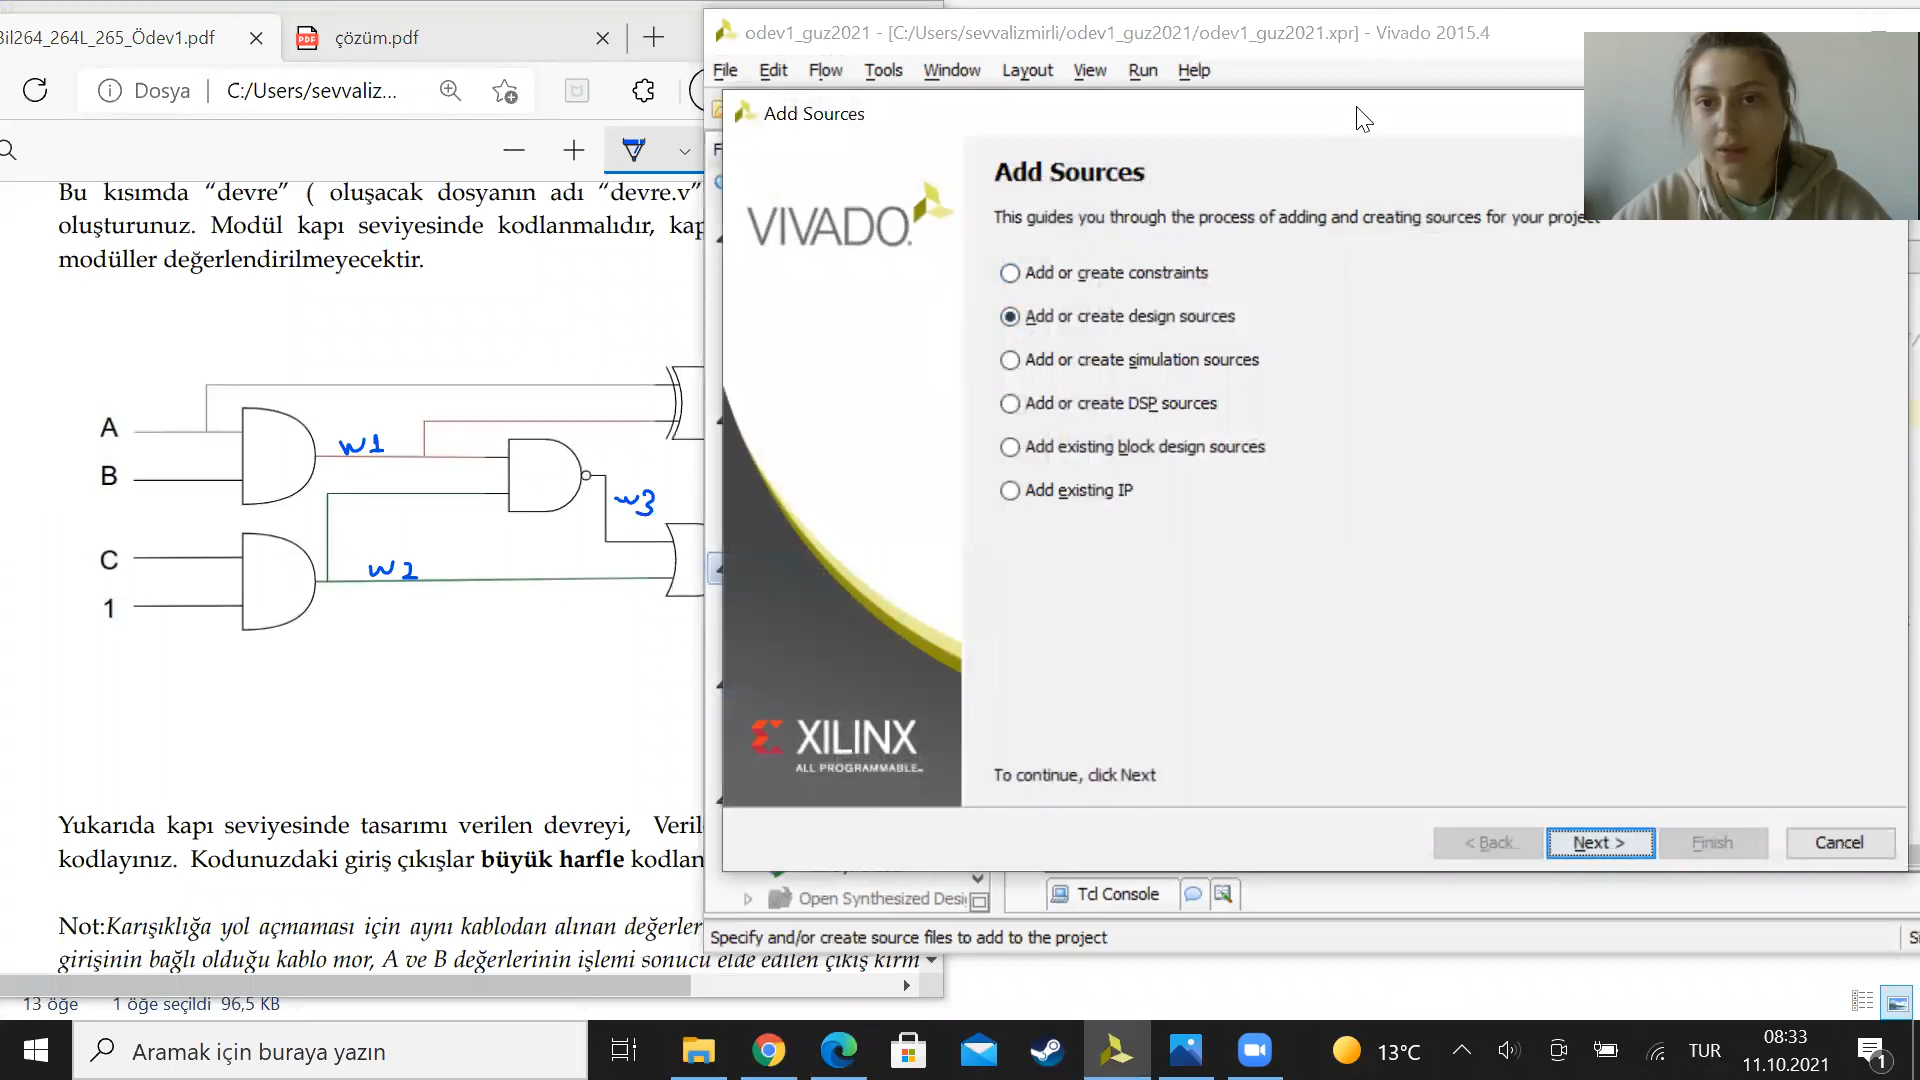 Bil264_264L_265_Ödev1.pdf
çözüm.pdf
Dosya
C:/Users/sevvaliz...
Bu kısımda “devre” ( oluşacak dosyanın adı “devre.v”
oluşturunuz. Modül kapı seviyesinde kodlanmalıdır, kap
modüller değerlendirilmeyecektir.
A
B
C
1
w1
w3
w2
Yukarıda kapı seviyesinde tasarımı verilen devreyi, Veril
kodlayınız. Kodunuzdaki giriş çıkışlar büyük harfle kodlan
Not:Karışıklığa yol açmaması için aynı kablodan alınan değerler
girişinin bağlı olduğu kablo mor, A ve B değerlerinin işlemi sonucu elde edilen çıkış kırm
13 öğe 1 öğe seçildi 96,5 KB
odev1_guz2021 - [C:/Users/sevvalizmirli/odev1_guz2021/odev1_guz2021.xpr] - Vivado 2015.4
File Edit Flow Tools Window Layout View Run Help
Add Sources
VIVADO
XILINX
ALL PROGRAMMABLE
Add Sources
This guides you through the process of adding and creating sources for your project
Add or create constraints
Add or create design sources
Add or create simulation sources
Add or create DSP sources
Add existing block design sources
Add existing IP
To continue, click Next
< Back Next > Finish Cancel
Open Synthesized Desi
Tcl Console
Specify and/or create source files to add to the project
Aramak için buraya yazın
13°C
TUR
08:33
11.10.2021
1